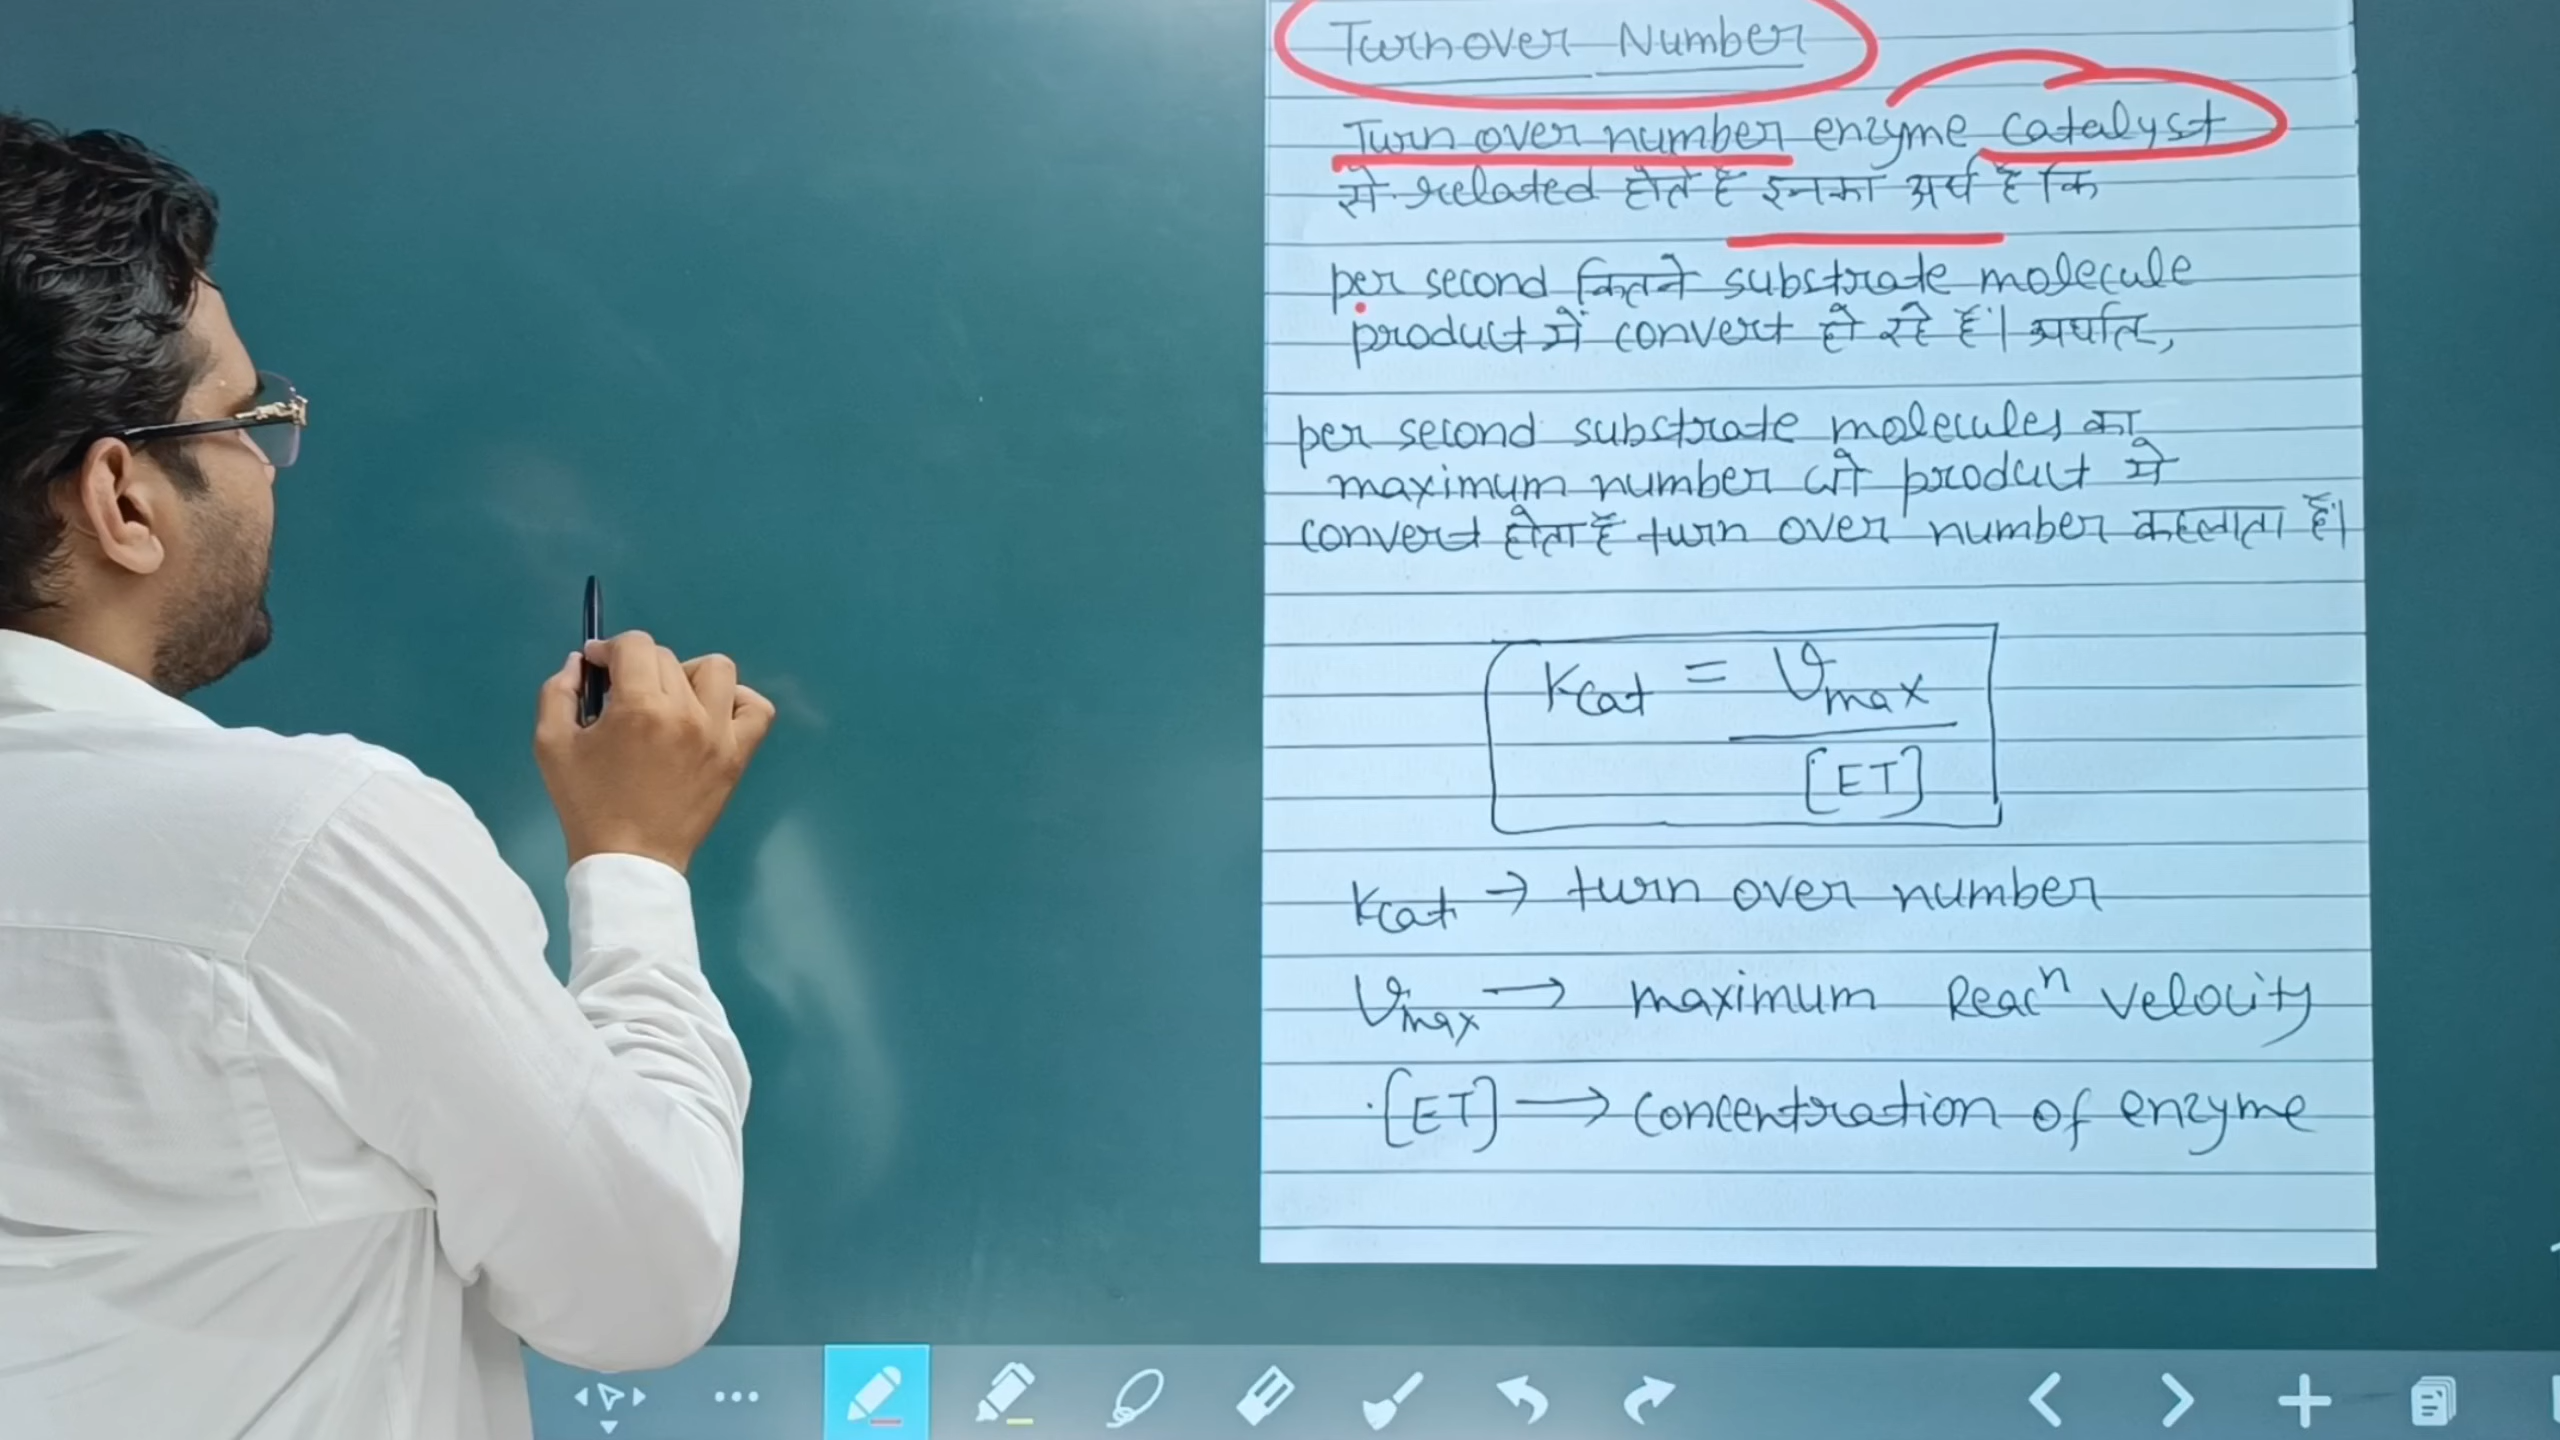 Turnover Number
Turn over number enzyme catalyst
से related होते हैं इनका अर्थ है कि
per second कितने substrate molecule
product में convert हो रहे हैं। अर्थात,
per second substrate molecules का
maximum number जो product मे
convert होता हैं turn over number कहलाता हैं।
Kcat = Vmax
[ET]
Kcat → turn over number
Vmax → maximum Reacⁿ velocity
[ET] → concentration of enzyme